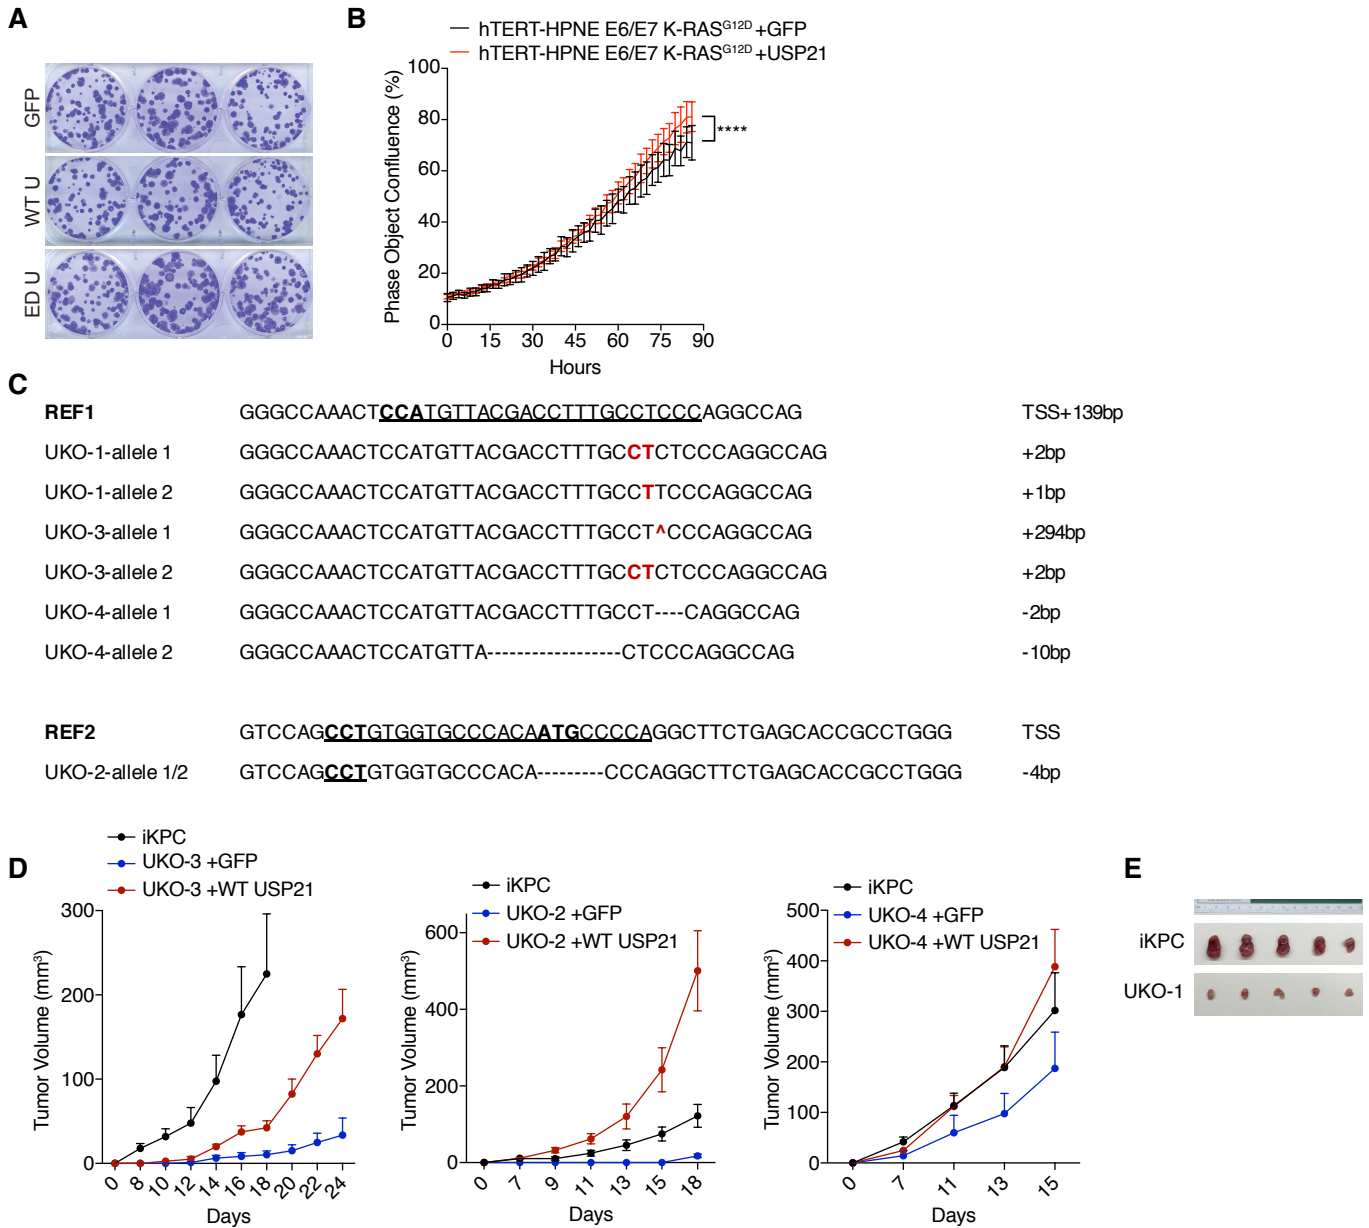 A
GFP
WT U
ED U
B
hTERT-HPNE E6/E7 K-RASG12D +GFP
hTERT-HPNE E6/E7 K-RASG12D +USP21
Phase Object Confluence (%)
100
80
60
40
20
0
****
0 15 30 45 60 75 90
Hours
C
REF1 GGGCCAAACTCCATGTTACGACCTTTGCCTCCCAGGCCAG TSS+139bp
UKO-1-allele 1 GGGCCAAACTCCATGTTACGACCTTTGCCTCTCCCAGGCCAG +2bp
UKO-1-allele 2 GGGCCAAACTCCATGTTACGACCTTTGCCTTCCCAGGCCAG +1bp
UKO-3-allele 1 GGGCCAAACTCCATGTTACGACCTTTGCCT^CCCAGGCCAG +294bp
UKO-3-allele 2 GGGCCAAACTCCATGTTACGACCTTTGCCTCTCCCAGGCCAG +2bp
UKO-4-allele 1 GGGCCAAACTCCATGTTACGACCTTTGCCT----CAGGCCAG -2bp
UKO-4-allele 2 GGGCCAAACTCCATGTTA------------------CTCCCAGGCCAG -10bp
REF2 GTCCAGCCTGTGGTGCCCACAATGCCCCAGGCTTCTGAGCACCGCCTGGG TSS
UKO-2-allele 1/2 GTCCAGCCTGTGGTGCCCACA---------CCCAGGCTTCTGAGCACCGCCTGGG -4bp
D
iKPC
UKO-3 +GFP
UKO-3 +WT USP21
Tumor Volume (mm3)
300
200
100
0
0 8 10 12 14 16 18 20 22 24
Days
iKPC
UKO-2 +GFP
UKO-2 +WT USP21
Tumor Volume (mm3)
600
400
200
0
0 7 9 11 13 15 18
Days
iKPC
UKO-4 +GFP
UKO-4 +WT USP21
Tumor Volume (mm3)
500
400
300
200
100
0
0 7 11 13 15
Days
E
iKPC
UKO-1